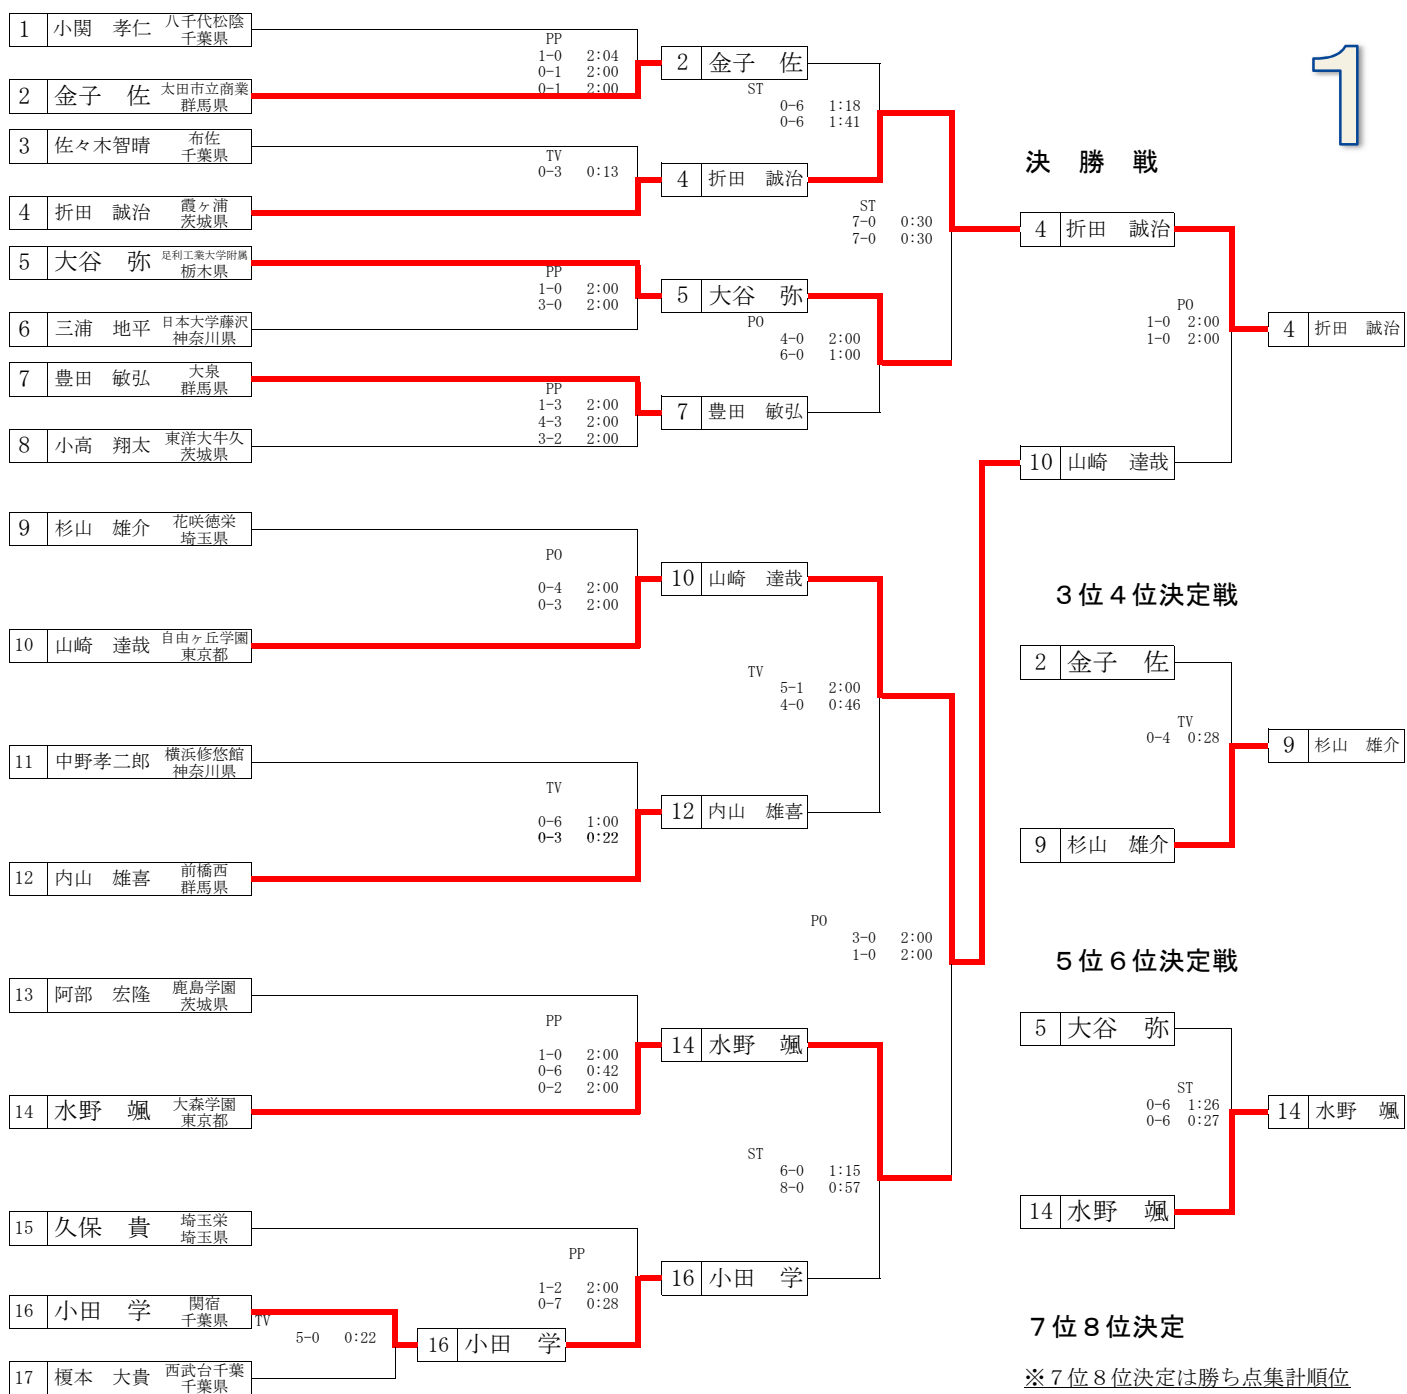 1
1 小関　孝仁 八千代松陰
千葉県
2 金子　佐 太田市立商業
群馬県
3 佐々木智晴 布佐
千葉県
4 折田　誠治 霞ヶ浦
茨城県
5 大谷　弥 足利工業大学附属
栃木県
6 三浦　地平 日本大学藤沢
神奈川県
7 豊田　敏弘 大泉
群馬県
8 小高　翔太 東洋大牛久
茨城県
9 杉山　雄介 花咲徳栄
埼玉県
10 山崎　達哉 自由ヶ丘学園
東京都
11 中野孝二郎 横浜修悠館
神奈川県
12 内山　雄喜 前橋西
群馬県
13 阿部　宏隆 鹿島学園
茨城県
14 水野　颯 大森学園
東京都
15 久保　貴 埼玉栄
埼玉県
16 小田　学 関宿
千葉県
17 榎本　大貴 西武台千葉
千葉県
TV
5-0 0:22
16 小田　学
PP
1-0 2:04
0-1 2:00
0-1 2:00
TV
0-3 0:13
PP
1-0 2:00
3-0 2:00
PP
1-3 2:00
4-3 2:00
3-2 2:00
PO
0-4 2:00
0-3 2:00
TV
0-6 1:00
0-3 0:22
PP
1-0 2:00
0-6 0:42
0-2 2:00
PP
1-2 2:00
0-7 0:28
2 金子　佐
ST
0-6 1:18
0-6 1:41
4 折田　誠治
5 大谷　弥
PO
4-0 2:00
6-0 1:00
7 豊田　敏弘
10 山崎　達哉
TV
5-1 2:00
4-0 0:46
12 内山　雄喜
14 水野　颯
ST
6-0 1:15
8-0 0:57
16 小田　学
ST
7-0 0:30
7-0 0:30
PO
3-0 2:00
1-0 2:00
決　勝　戦
4 折田　誠治
PO
1-0 2:00
1-0 2:00
4 折田　誠治
10 山崎　達哉
３位４位決定戦
2 金子　佐
TV
0-4 0:28
9 杉山　雄介
9 杉山　雄介
５位６位決定戦
5 大谷　弥
ST
0-6 1:26
0-6 0:27
14 水野　颯
14 水野　颯
７位８位決定
※７位８位決定は勝ち点集計順位